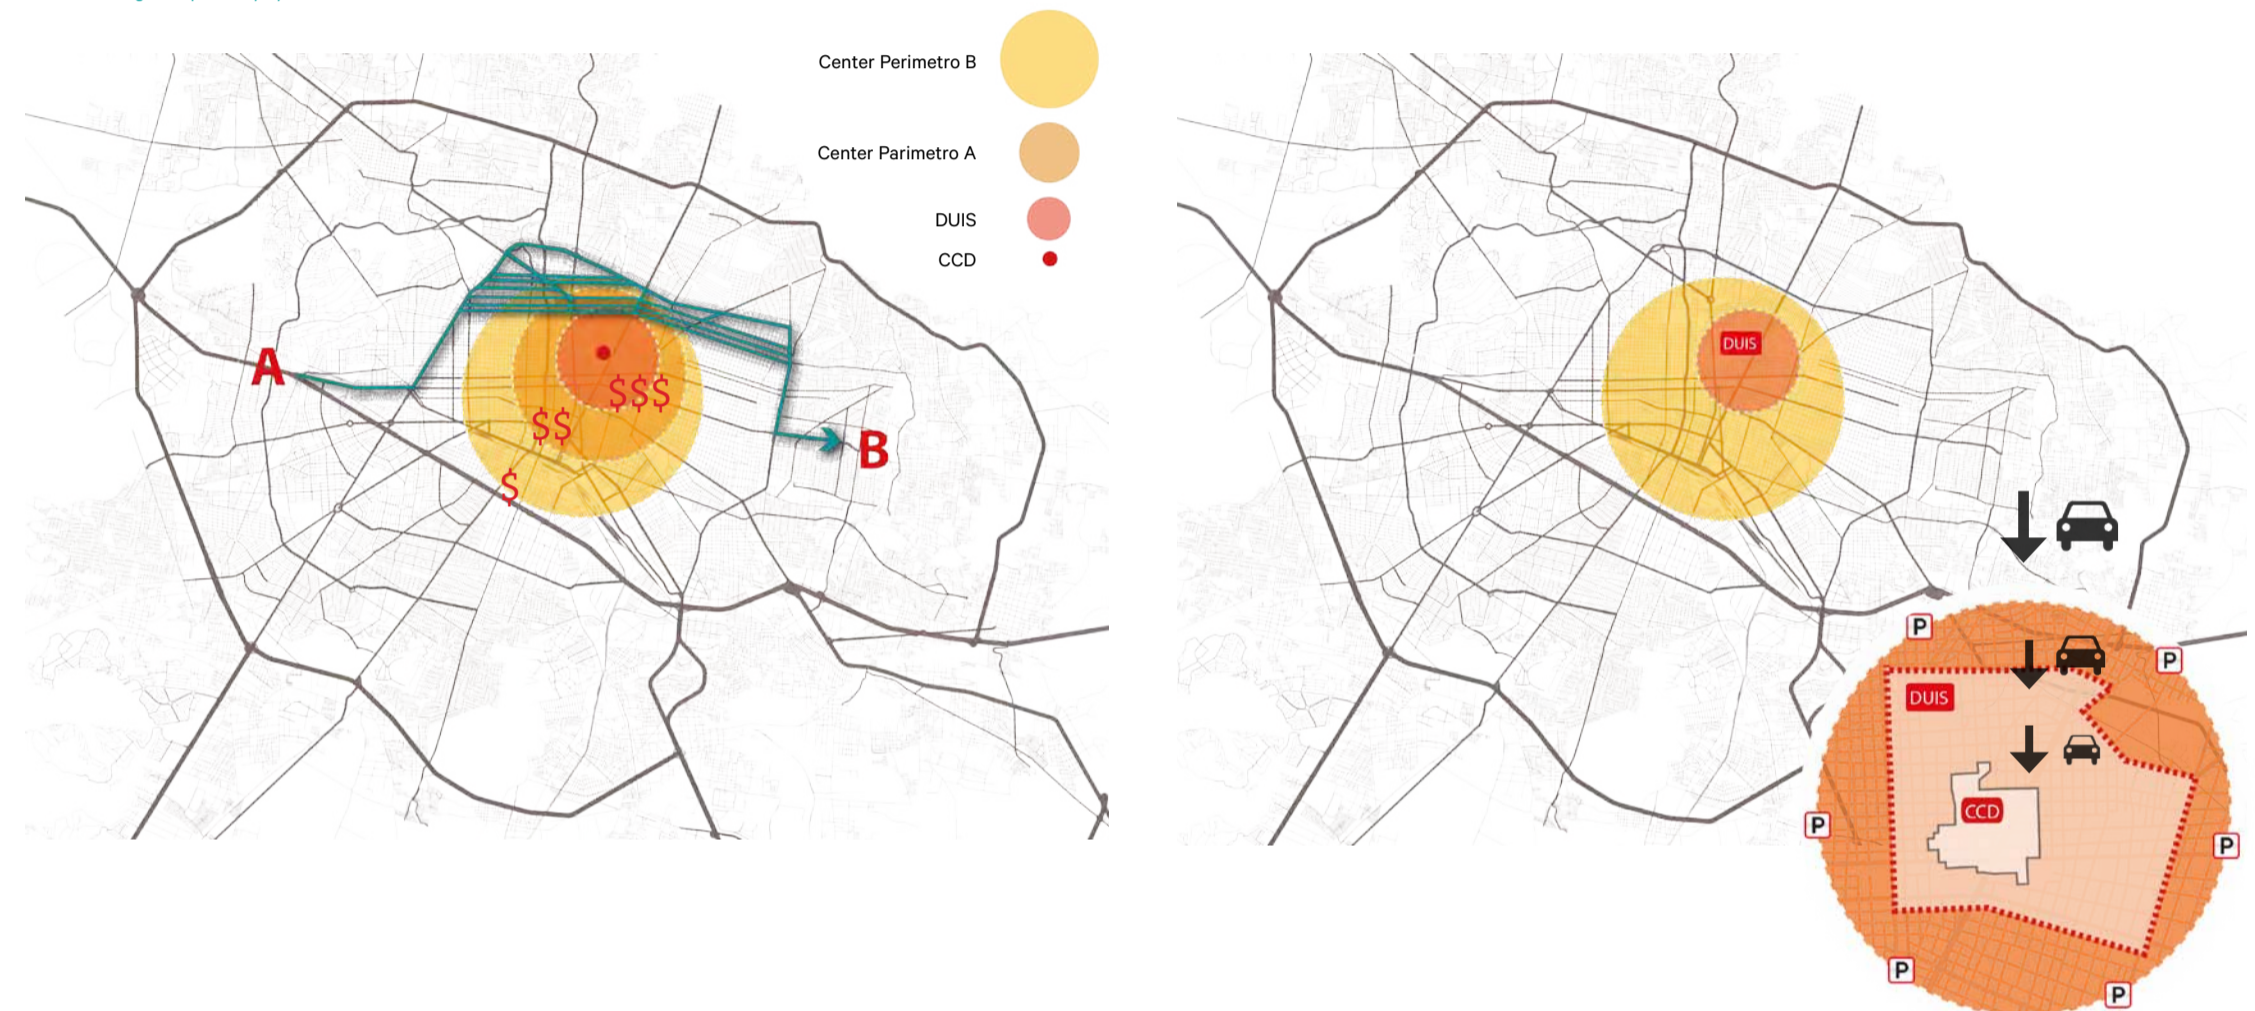 Center Perimetro B
Center Parimetro A
DUIS
CCD
A
$$$
$$
$
B
DUIS
P
P
DUIS
CCD
P
P
P
P